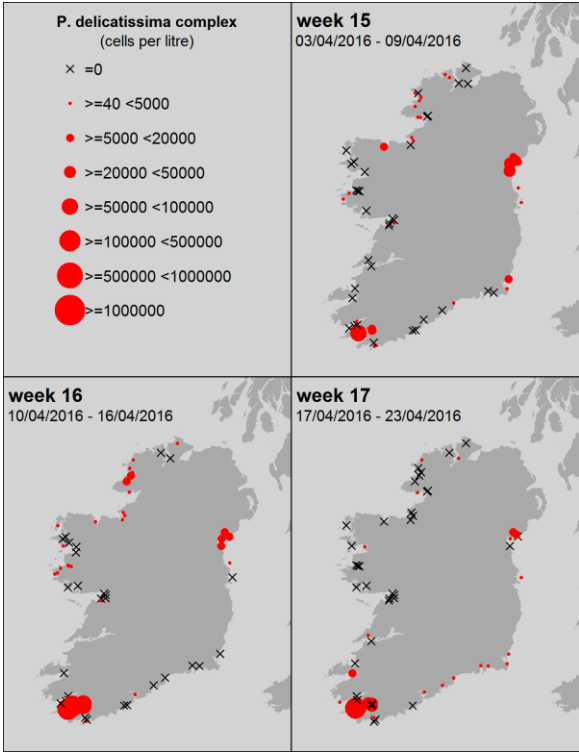 P. delicatissima complex
(cells per litre)
=0
>=40 <5000
>=5000 <20000
>=20000 <50000
>=50000 <100000
>=100000 <500000
>=500000 <1000000
>=1000000
week 15
03/04/2016 - 09/04/2016
week 16
10/04/2016 - 16/04/2016
week 17
17/04/2016 - 23/04/2016